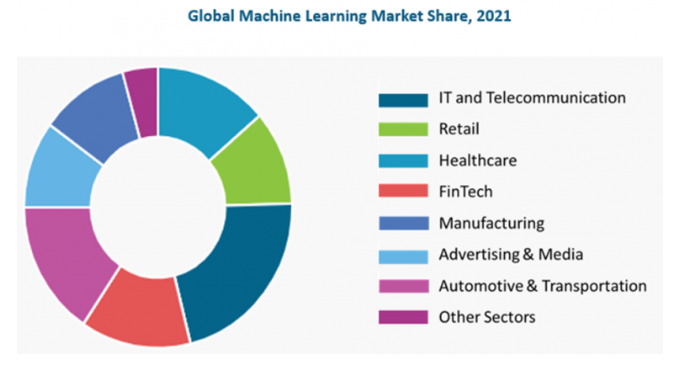 Global Machine Learning Market Share, 2021
IT and Telecommunication
Retail
Healthcare
FinTech
Manufacturing
Advertising & Media
Automotive & Transportation
Other Sectors